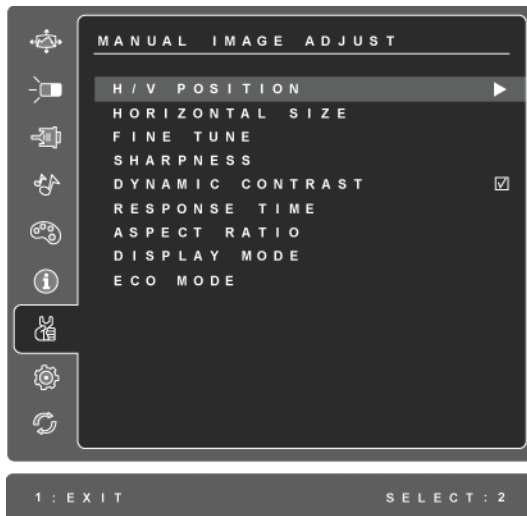 MANUAL IMAGE ADJUST
H/V POSITION
HORIZONTAL SIZE
FINE TUNE
SHARPNESS
DYNAMIC CONTRAST
RESPONSE TIME
ASPECT RATIO
DISPLAY MODE
ECO MODE
1:EXIT SELECT:2